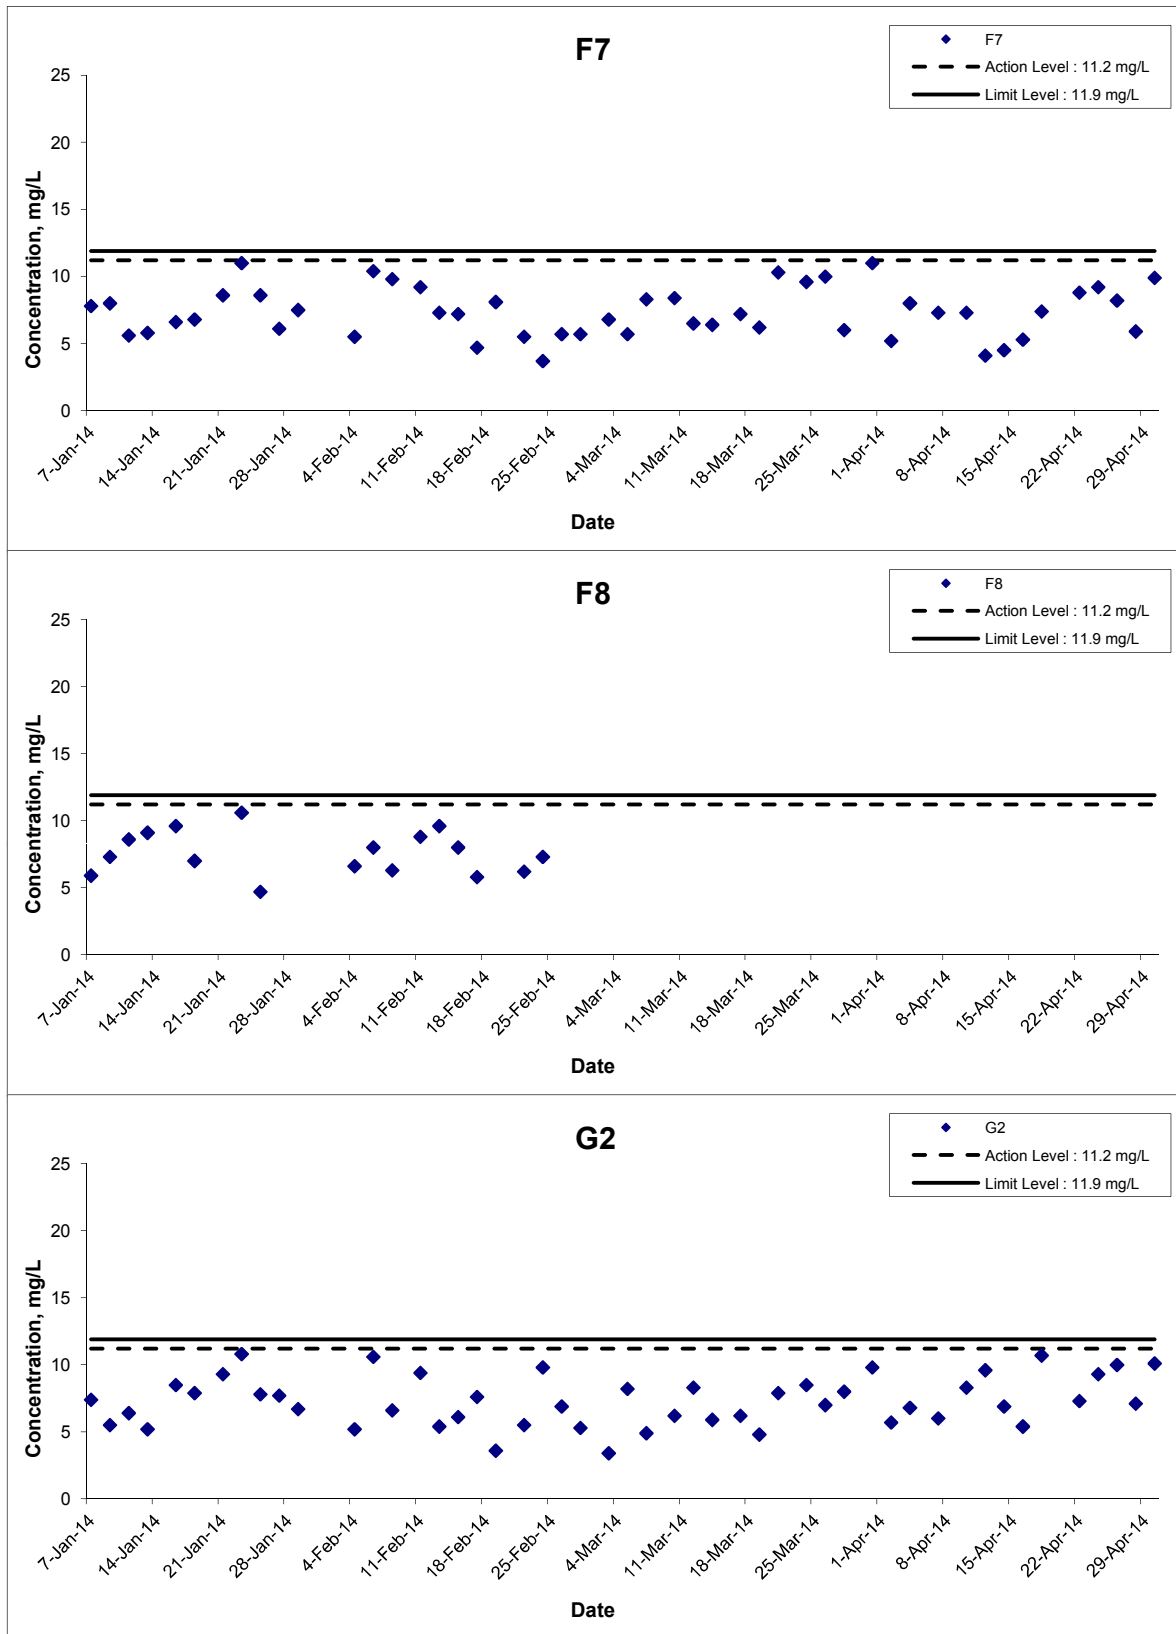 F7
F7
Action Level : 11.2 mg/L
Limit Level : 11.9 mg/L
25
20
15
10
5
0
Concentration, mg/L
7-Jan-14
14-Jan-14
21-Jan-14
28-Jan-14
4-Feb-14
11-Feb-14
18-Feb-14
25-Feb-14
4-Mar-14
11-Mar-14
18-Mar-14
25-Mar-14
1-Apr-14
8-Apr-14
15-Apr-14
22-Apr-14
29-Apr-14
Date
F8
F8
Action Level : 11.2 mg/L
Limit Level : 11.9 mg/L
25
20
15
10
5
0
Concentration, mg/L
7-Jan-14
14-Jan-14
21-Jan-14
28-Jan-14
4-Feb-14
11-Feb-14
18-Feb-14
25-Feb-14
4-Mar-14
11-Mar-14
18-Mar-14
25-Mar-14
1-Apr-14
8-Apr-14
15-Apr-14
22-Apr-14
29-Apr-14
Date
G2
G2
Action Level : 11.2 mg/L
Limit Level : 11.9 mg/L
25
20
15
10
5
0
Concentration, mg/L
7-Jan-14
14-Jan-14
21-Jan-14
28-Jan-14
4-Feb-14
11-Feb-14
18-Feb-14
25-Feb-14
4-Mar-14
11-Mar-14
18-Mar-14
25-Mar-14
1-Apr-14
8-Apr-14
15-Apr-14
22-Apr-14
29-Apr-14
Date